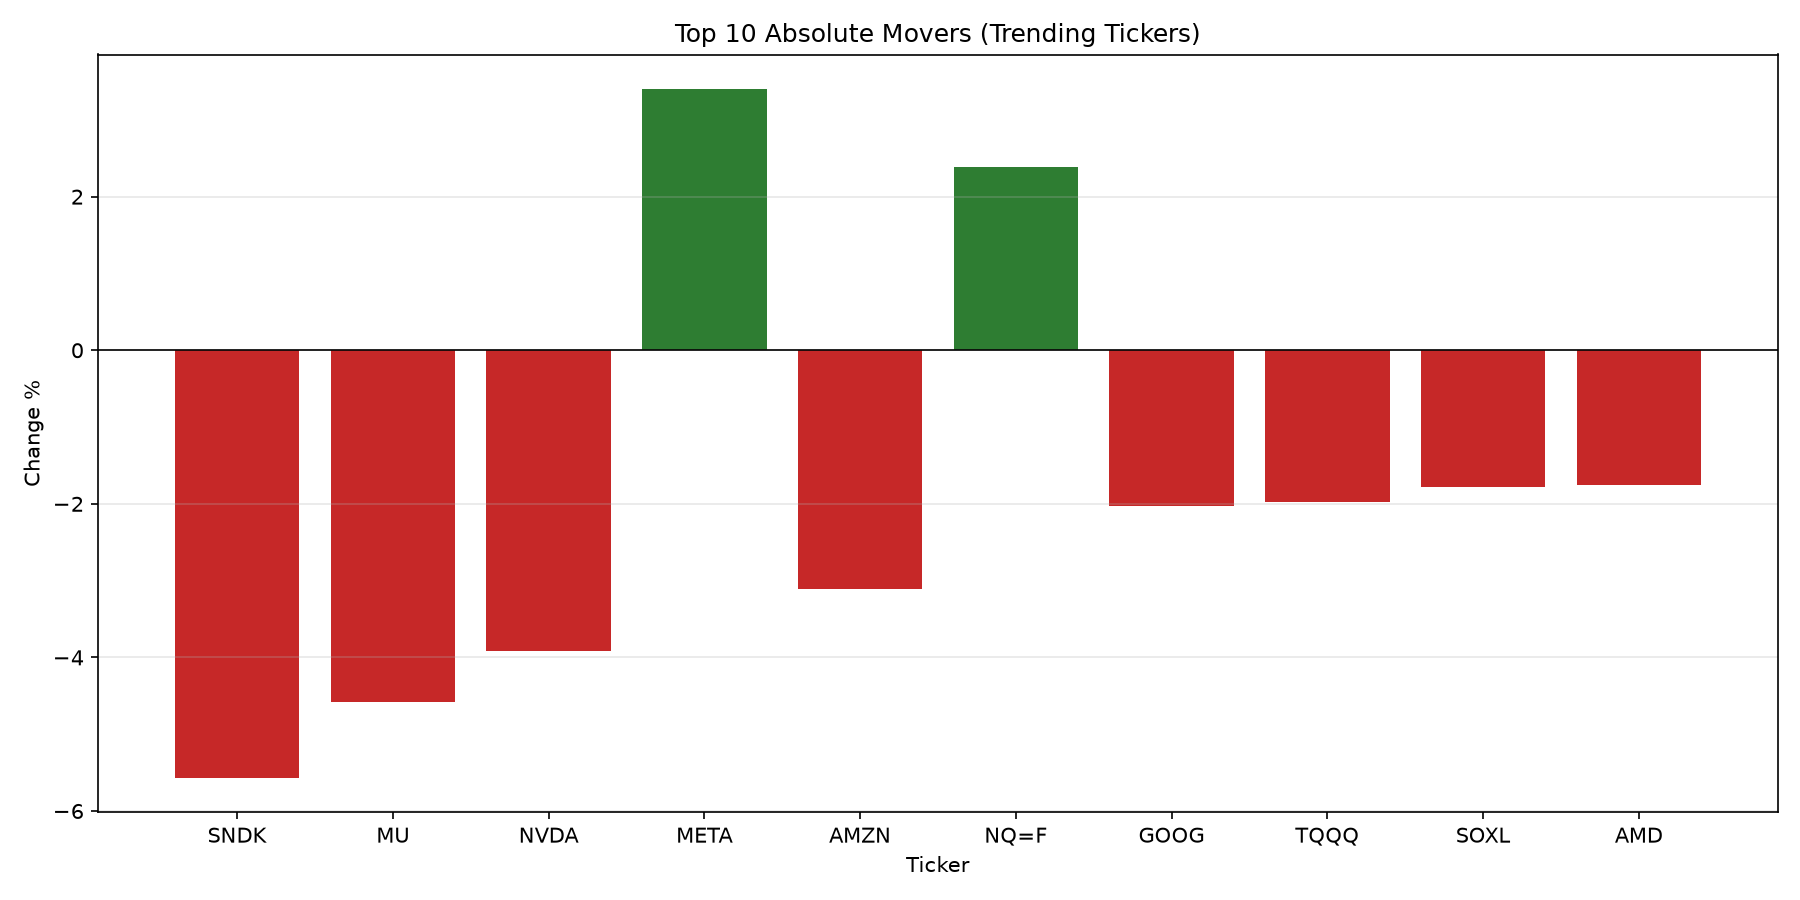 Top 10 Absolute Movers (Trending Tickers)
2
0
−2
−4
−6
Change %
SNDK MU NVDA META AMZN NQ=F GOOG TQQQ SOXL AMD
Ticker